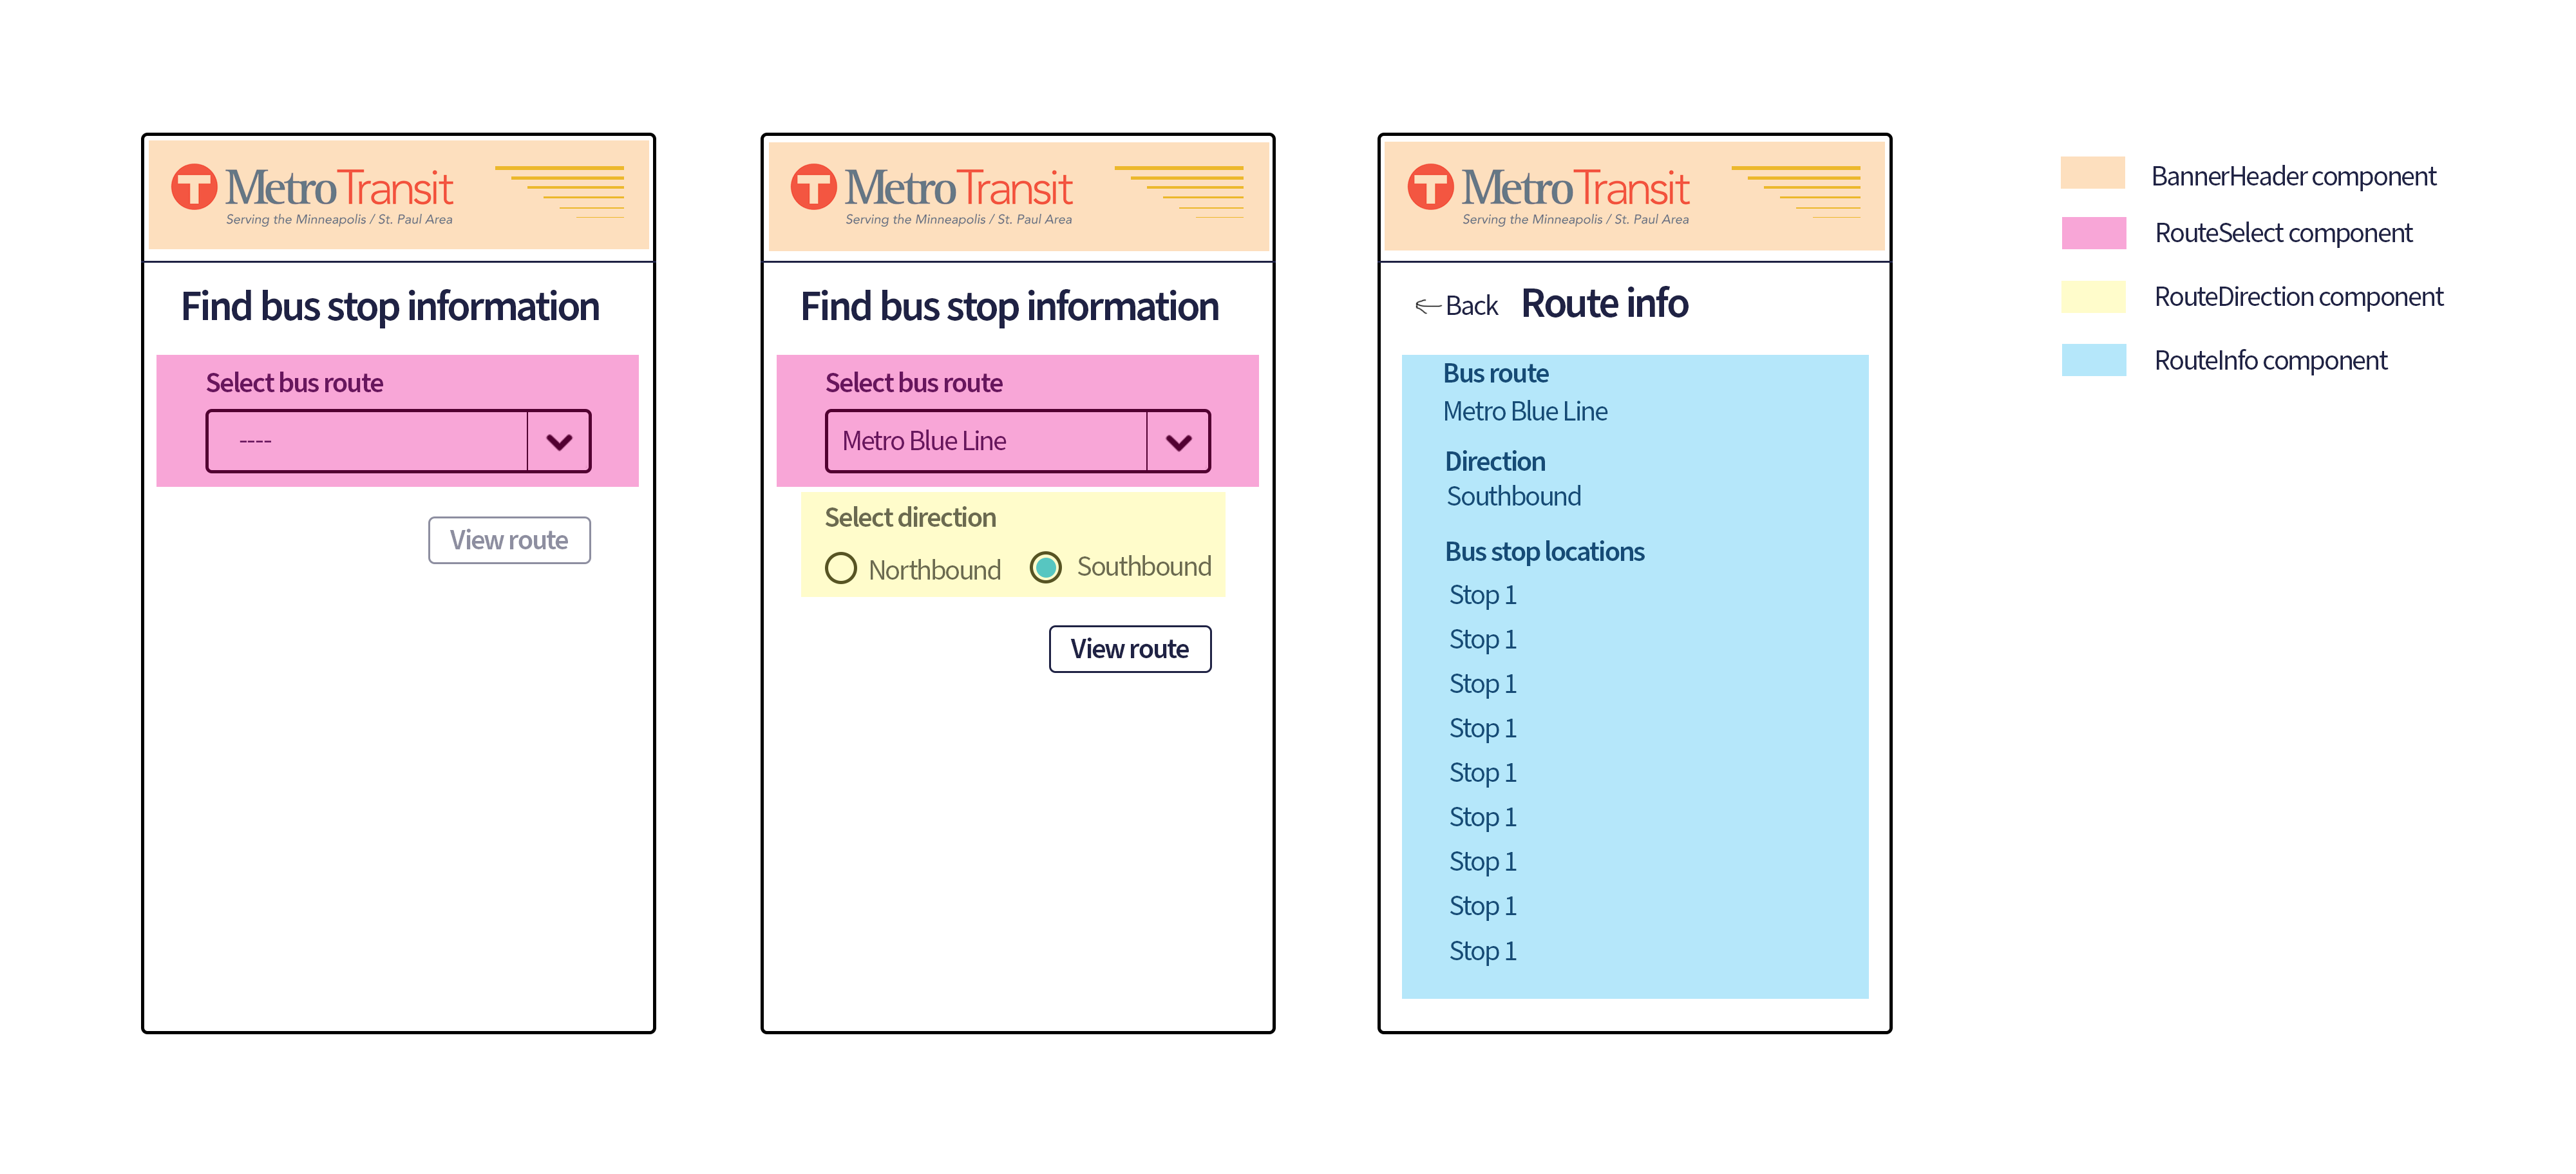 MetroTransit
Serving the Minneapolis / St. Paul Area
Find bus stop information
Select bus route
----
View route
MetroTransit
Serving the Minneapolis / St. Paul Area
Find bus stop information
Select bus route
Metro Blue Line
Select direction
Northbound Southbound
View route
MetroTransit
Serving the Minneapolis / St. Paul Area
Back Route info
Bus route
Metro Blue Line
Direction
Southbound
Bus stop locations
Stop 1
Stop 1
Stop 1
Stop 1
Stop 1
Stop 1
Stop 1
Stop 1
Stop 1
BannerHeader component
RouteSelect component
RouteDirection component
RouteInfo component